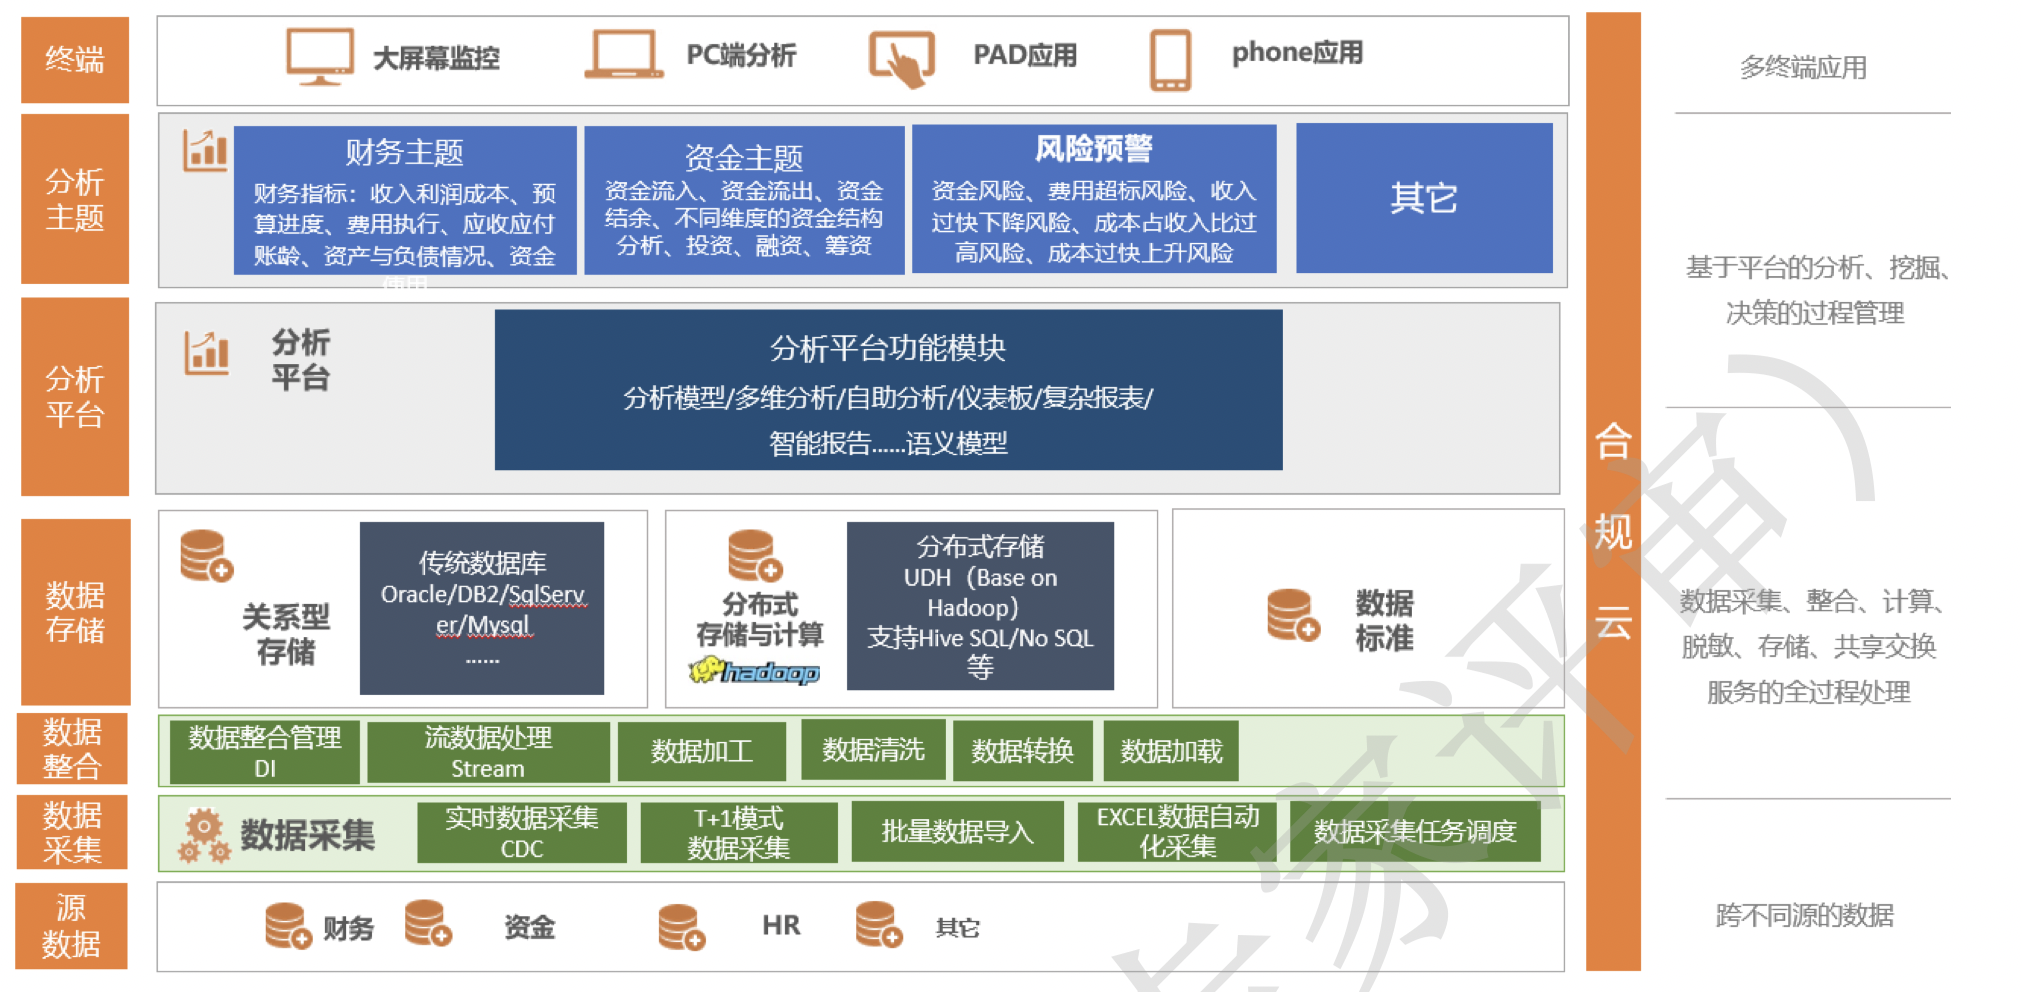 终端
大屏幕监控
PC端分析
PAD应用
phone应用
多终端应用
分析
主题
财务主题
财务指标：收入利润成本、预
算进度、费用执行、应收应付
账龄、资产与负债情况、资金
使用
资金主题
资金流入、资金流出、资金
结余、不同维度的资金结构
分析、投资、融资、筹资
风险预警
资金风险、费用超标风险、收入
过快下降风险、成本占收入比过
高风险、成本过快上升风险
其它
基于平台的分析、挖掘、
决策的过程管理
分析
平台
分析
平台
分析平台功能模块
分析模型/多维分析/自助分析/仪表板/复杂报表/
智能报告......语义模型
合
规
云
数据
存储
关系型
存储
传统数据库
Oracle/DB2/SqlServ
er/Mysql
......
分布式
存储与计算
hadoop
分布式存储
UDH（Base on
Hadoop）
支持Hive SQL/No SQL
等
数据
标准
数据采集、整合、计算、
脱敏、存储、共享交换
服务的全过程处理
数据
整合
数据整合管理
DI
流数据处理
Stream
数据加工
数据清洗
数据转换
数据加载
数据
采集
数据采集
实时数据采集
CDC
T+1模式
数据采集
批量数据导入
EXCEL数据自动
化采集
数据采集任务调度
源
数据
财务
资金
HR
其它
跨不同源的数据
家评审）